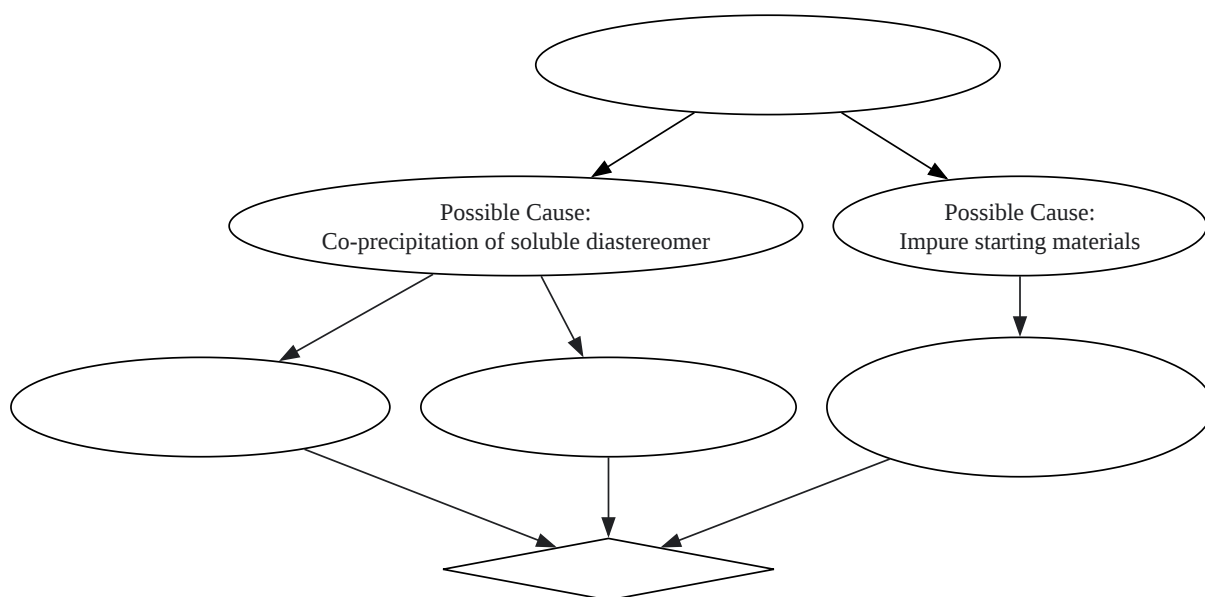 Possible Cause:
Co-precipitation of soluble diastereomer
Possible Cause:
Impure starting materials